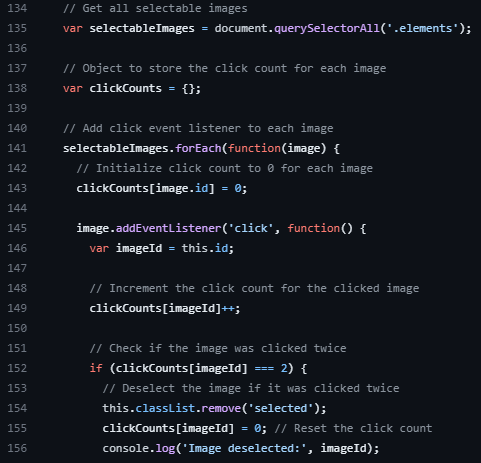 134 // Get all selectable images
135 var selectableImages = document.querySelectorAll('.elements');
136
137 // Object to store the click count for each image
138 var clickCounts = {};
139
140 // Add click event listener to each image
141 selectableImages.forEach(function(image) {
142 // Initialize click count to 0 for each image
143 clickCounts[image.id] = 0;
144
145 image.addEventListener('click', function() {
146 var imageId = this.id;
147
148 // Increment the click count for the clicked image
149 clickCounts[imageId]++;
150
151 // Check if the image was clicked twice
152 if (clickCounts[imageId] === 2) {
153 // Deselect the image if it was clicked twice
154 this.classList.remove('selected');
155 clickCounts[imageId] = 0; // Reset the click count
156 console.log('Image deselected:', imageId);